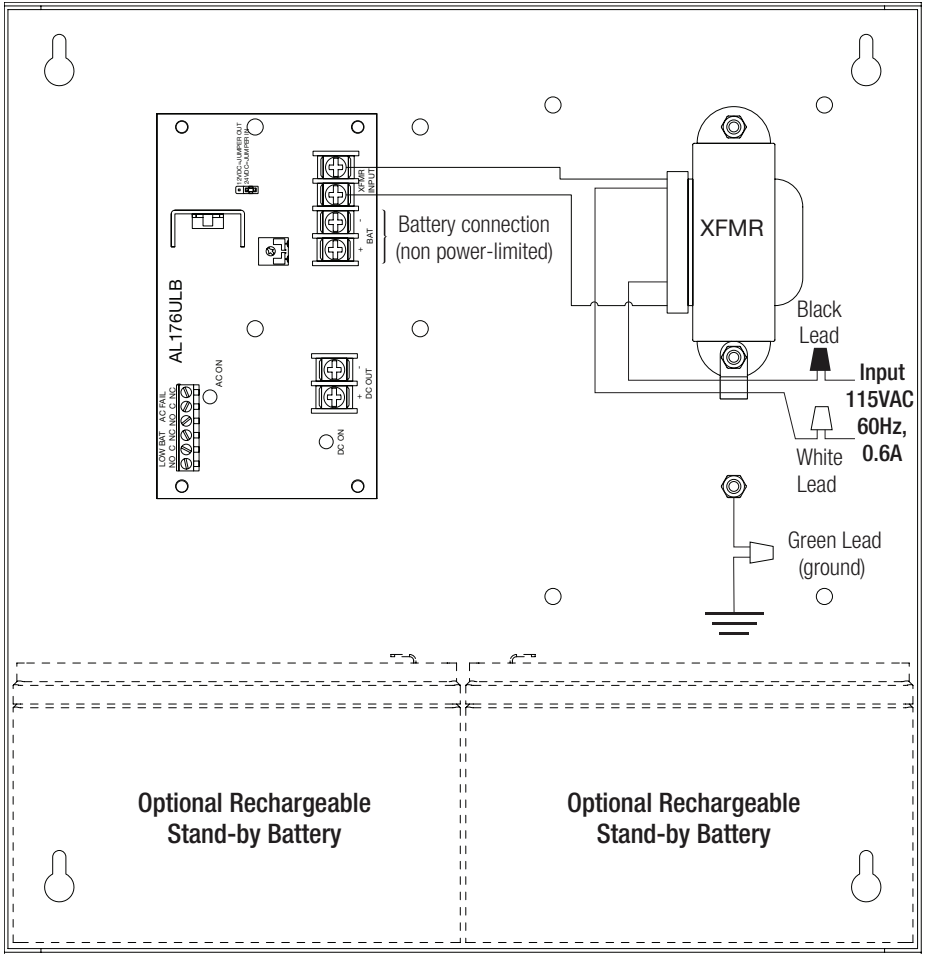 12VDC=JUMPER OUT
24VDC=JUMPER IN
XFMR
INPUT
-
BAT
+
Battery connection
(non power-limited)
XFMR
AL176ULB
AC ON
-
DC OUT
+
DC ON
LOW BAT AC FAIL
NO C NC NO C NC
Black
Lead
Input
115VAC
60Hz,
0.6A
White
Lead
Green Lead
(ground)
Optional Rechargeable
Stand-by Battery
Optional Rechargeable
Stand-by Battery